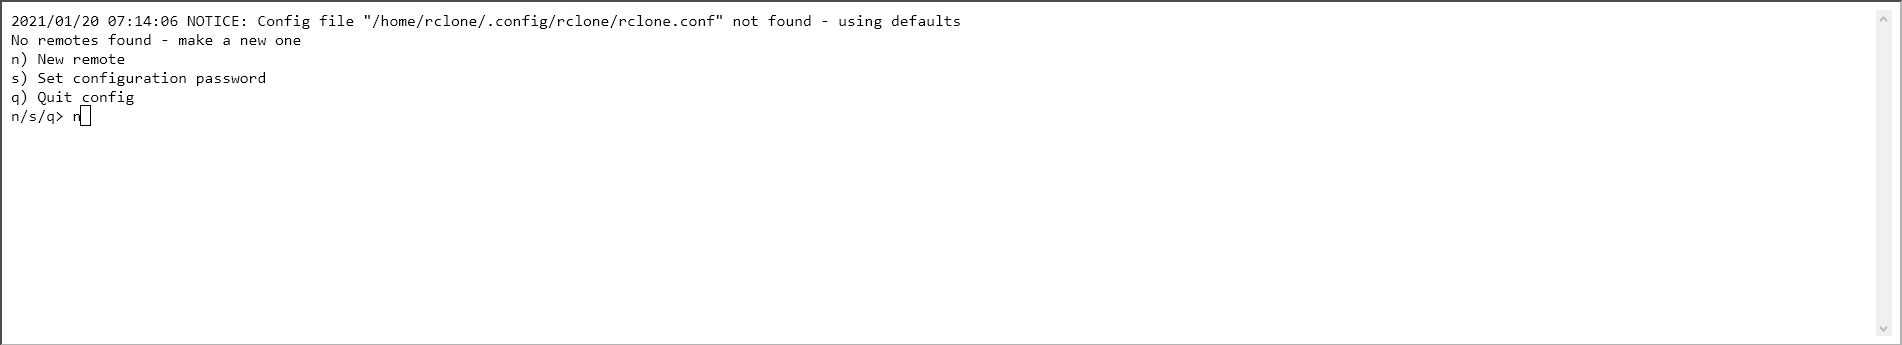 2021/01/20 07:14:06 NOTICE: Config file "/home/rclone/.config/rclone/rclone.conf" not found - using defaults
No remotes found - make a new one
n) New remote
s) Set configuration password
q) Quit config
n/s/q> n